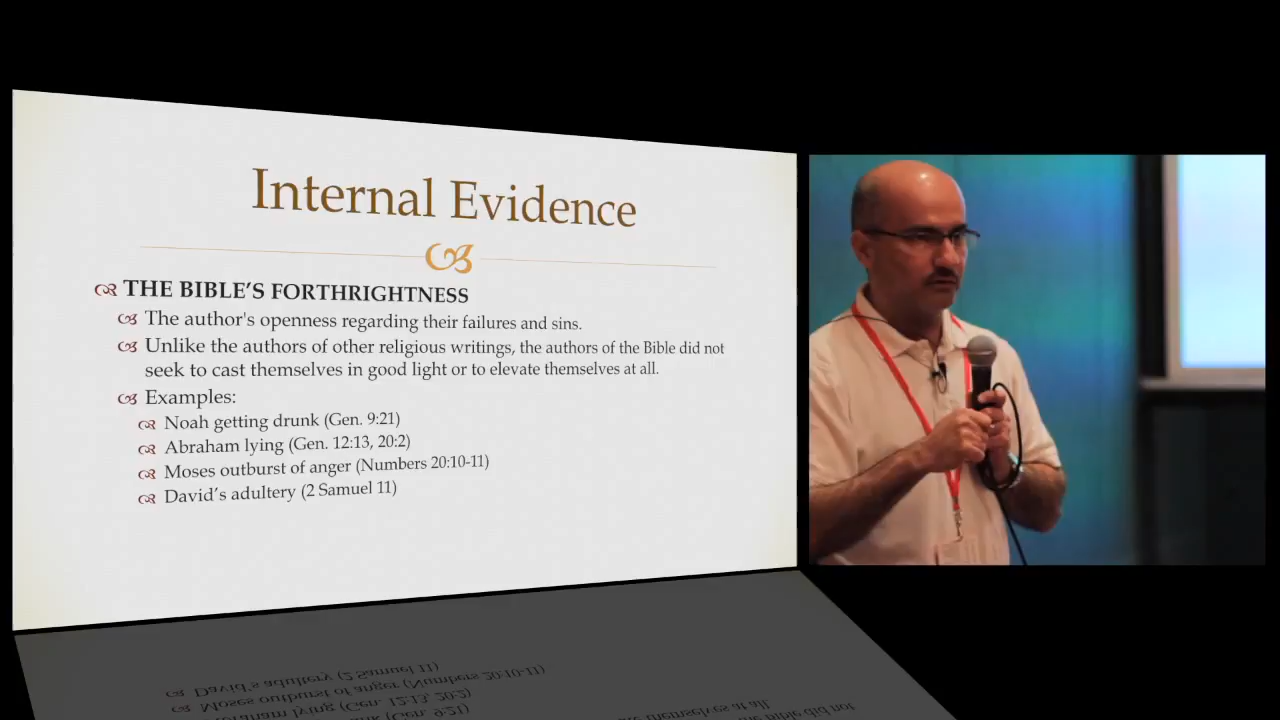 Internal Evidence
THE BIBLE'S FORTHRIGHTNESS
The author's openness regarding their failures and sins.
Unlike the authors of other religious writings, the authors of the Bible did not
seek to cast themselves in good light or to elevate themselves at all.
Examples:
Noah getting drunk (Gen. 9:21)
Abraham lying (Gen. 12:13, 20:2)
Moses outburst of anger (Numbers 20:10-11)
David's adultery (2 Samuel 11)